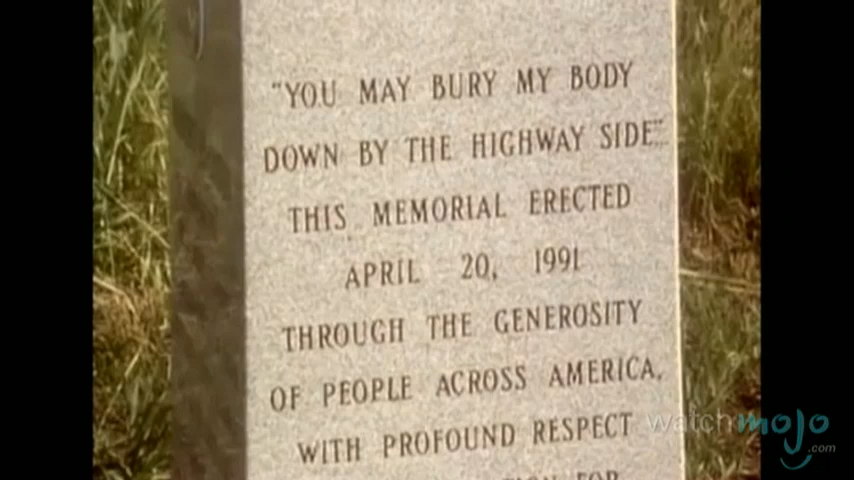 "YOU MAY BURY MY BODY
DOWN BY THE HIGHWAY SIDE".
THIS MEMORIAL ERECTED
APRIL 20, 1991
THROUGH THE GENEROSITY
OF PEOPLE ACROSS AMERICA,
WITH PROFOUND RESPECT
FOR
watchmojo
.com